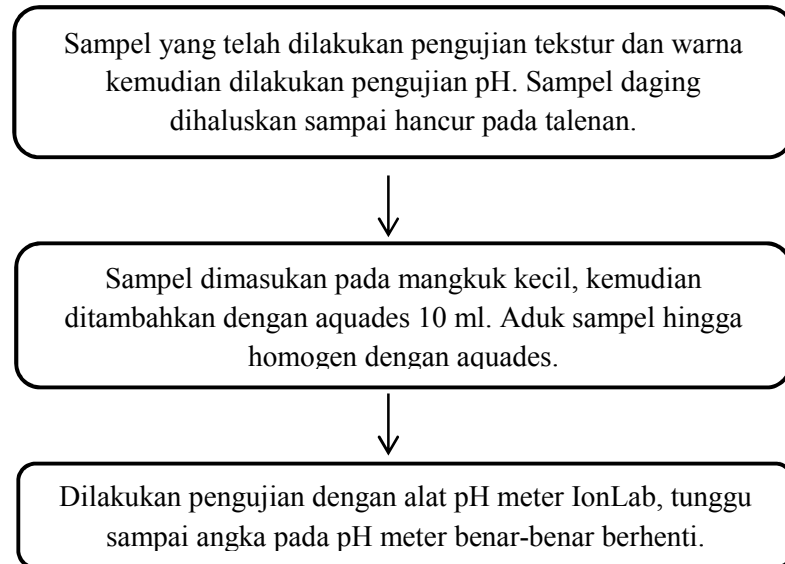 Sampel yang telah dilakukan pengujian tekstur dan warna
kemudian dilakukan pengujian pH. Sampel daging
dihaluskan sampai hancur pada talenan.
Sampel dimasukan pada mangkuk kecil, kemudian
ditambahkan dengan aquades 10 ml. Aduk sampel hingga
homogen dengan aquades.
Dilakukan pengujian dengan alat pH meter IonLab, tunggu
sampai angka pada pH meter benar-benar berhenti.